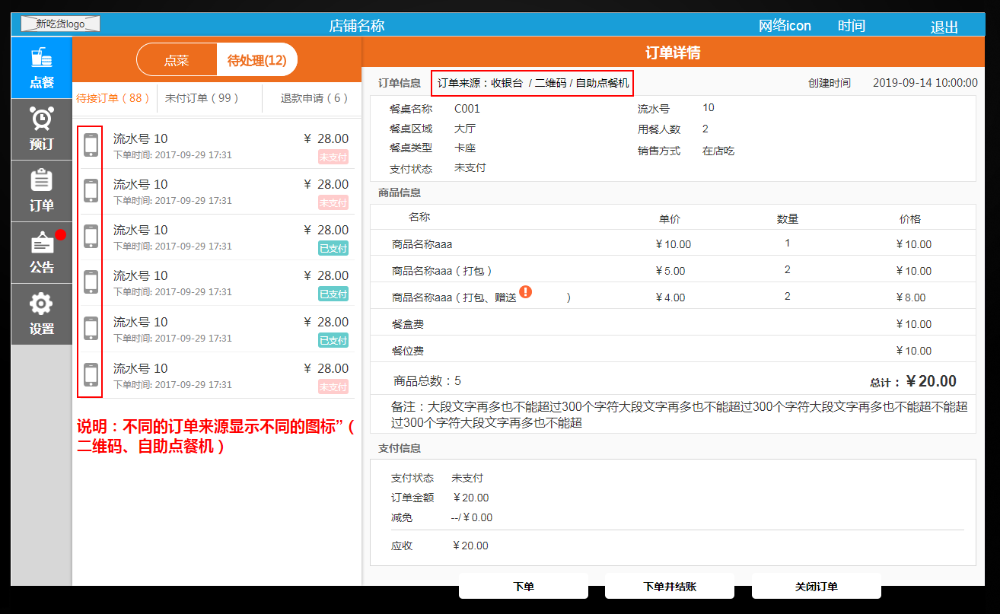 新吃货logo
店铺名称
网络icon 时间 退出
点餐
预订
订单
公告
设置
点菜 待处理(12)
待接订单（88） 未付订单（99） 退款申请（6）
流水号 10 ￥ 28.00
下单时间: 2017-09-29 17:31 未支付
流水号 10 ￥ 28.00
下单时间: 2017-09-29 17:31 未支付
流水号 10 ￥ 28.00
下单时间: 2017-09-29 17:31 已支付
流水号 10 ￥ 28.00
下单时间: 2017-09-29 17:31 已支付
流水号 10 ￥ 28.00
下单时间: 2017-09-29 17:31 已支付
流水号 10 ￥ 28.00
下单时间: 2017-09-29 17:31 未支付
说明：不同的订单来源显示不同的图标”（
二维码、自助点餐机）
订单详情
订单信息 订单来源：收银台 / 二维码 / 自助点餐机 创建时间 2019-09-14 10:00:00
餐桌名称 C001 流水号 10
餐桌区域 大厅 用餐人数 2
餐桌类型 卡座 销售方式 在店吃
支付状态 未支付
商品信息
名称 单价 数量 价格
商品名称aaa ￥10.00 1 ￥10.00
商品名称aaa（打包） ￥5.00 2 ￥10.00
商品名称aaa（打包、赠送 ! ） ￥4.00 2 ￥8.00
餐盒费 ￥10.00
餐位费 ￥10.00
商品总数：5 总计：￥20.00
备注：大段文字再多也不能超过300个字符大段文字再多也不能超过300个字符大段文字再多也不能超不能超
过300个字符大段文字再多也不能超
支付信息
支付状态 未支付
订单金额 ￥20.00
减免 --/￥0.00
应收 ￥20.00
下单 下单并结账 关闭订单